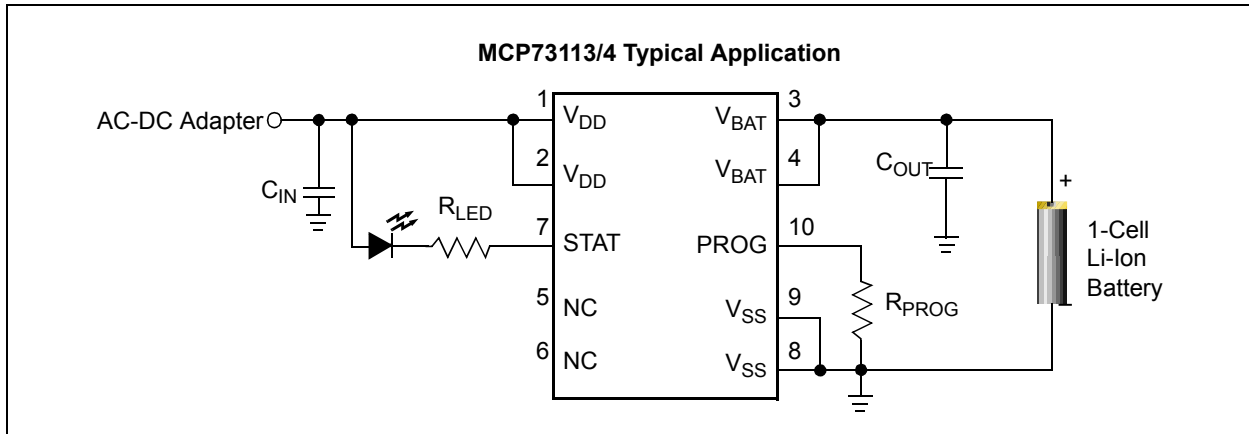 MCP73113/4 Typical Application
AC-DC Adapter
CIN
RLED
1
VDD
2
VDD
7
STAT
5
NC
6
NC
3
VBAT
4
VBAT
10
PROG
9
VSS
8
VSS
COUT
RPROG
+
1-Cell
Li-Ion
Battery
-